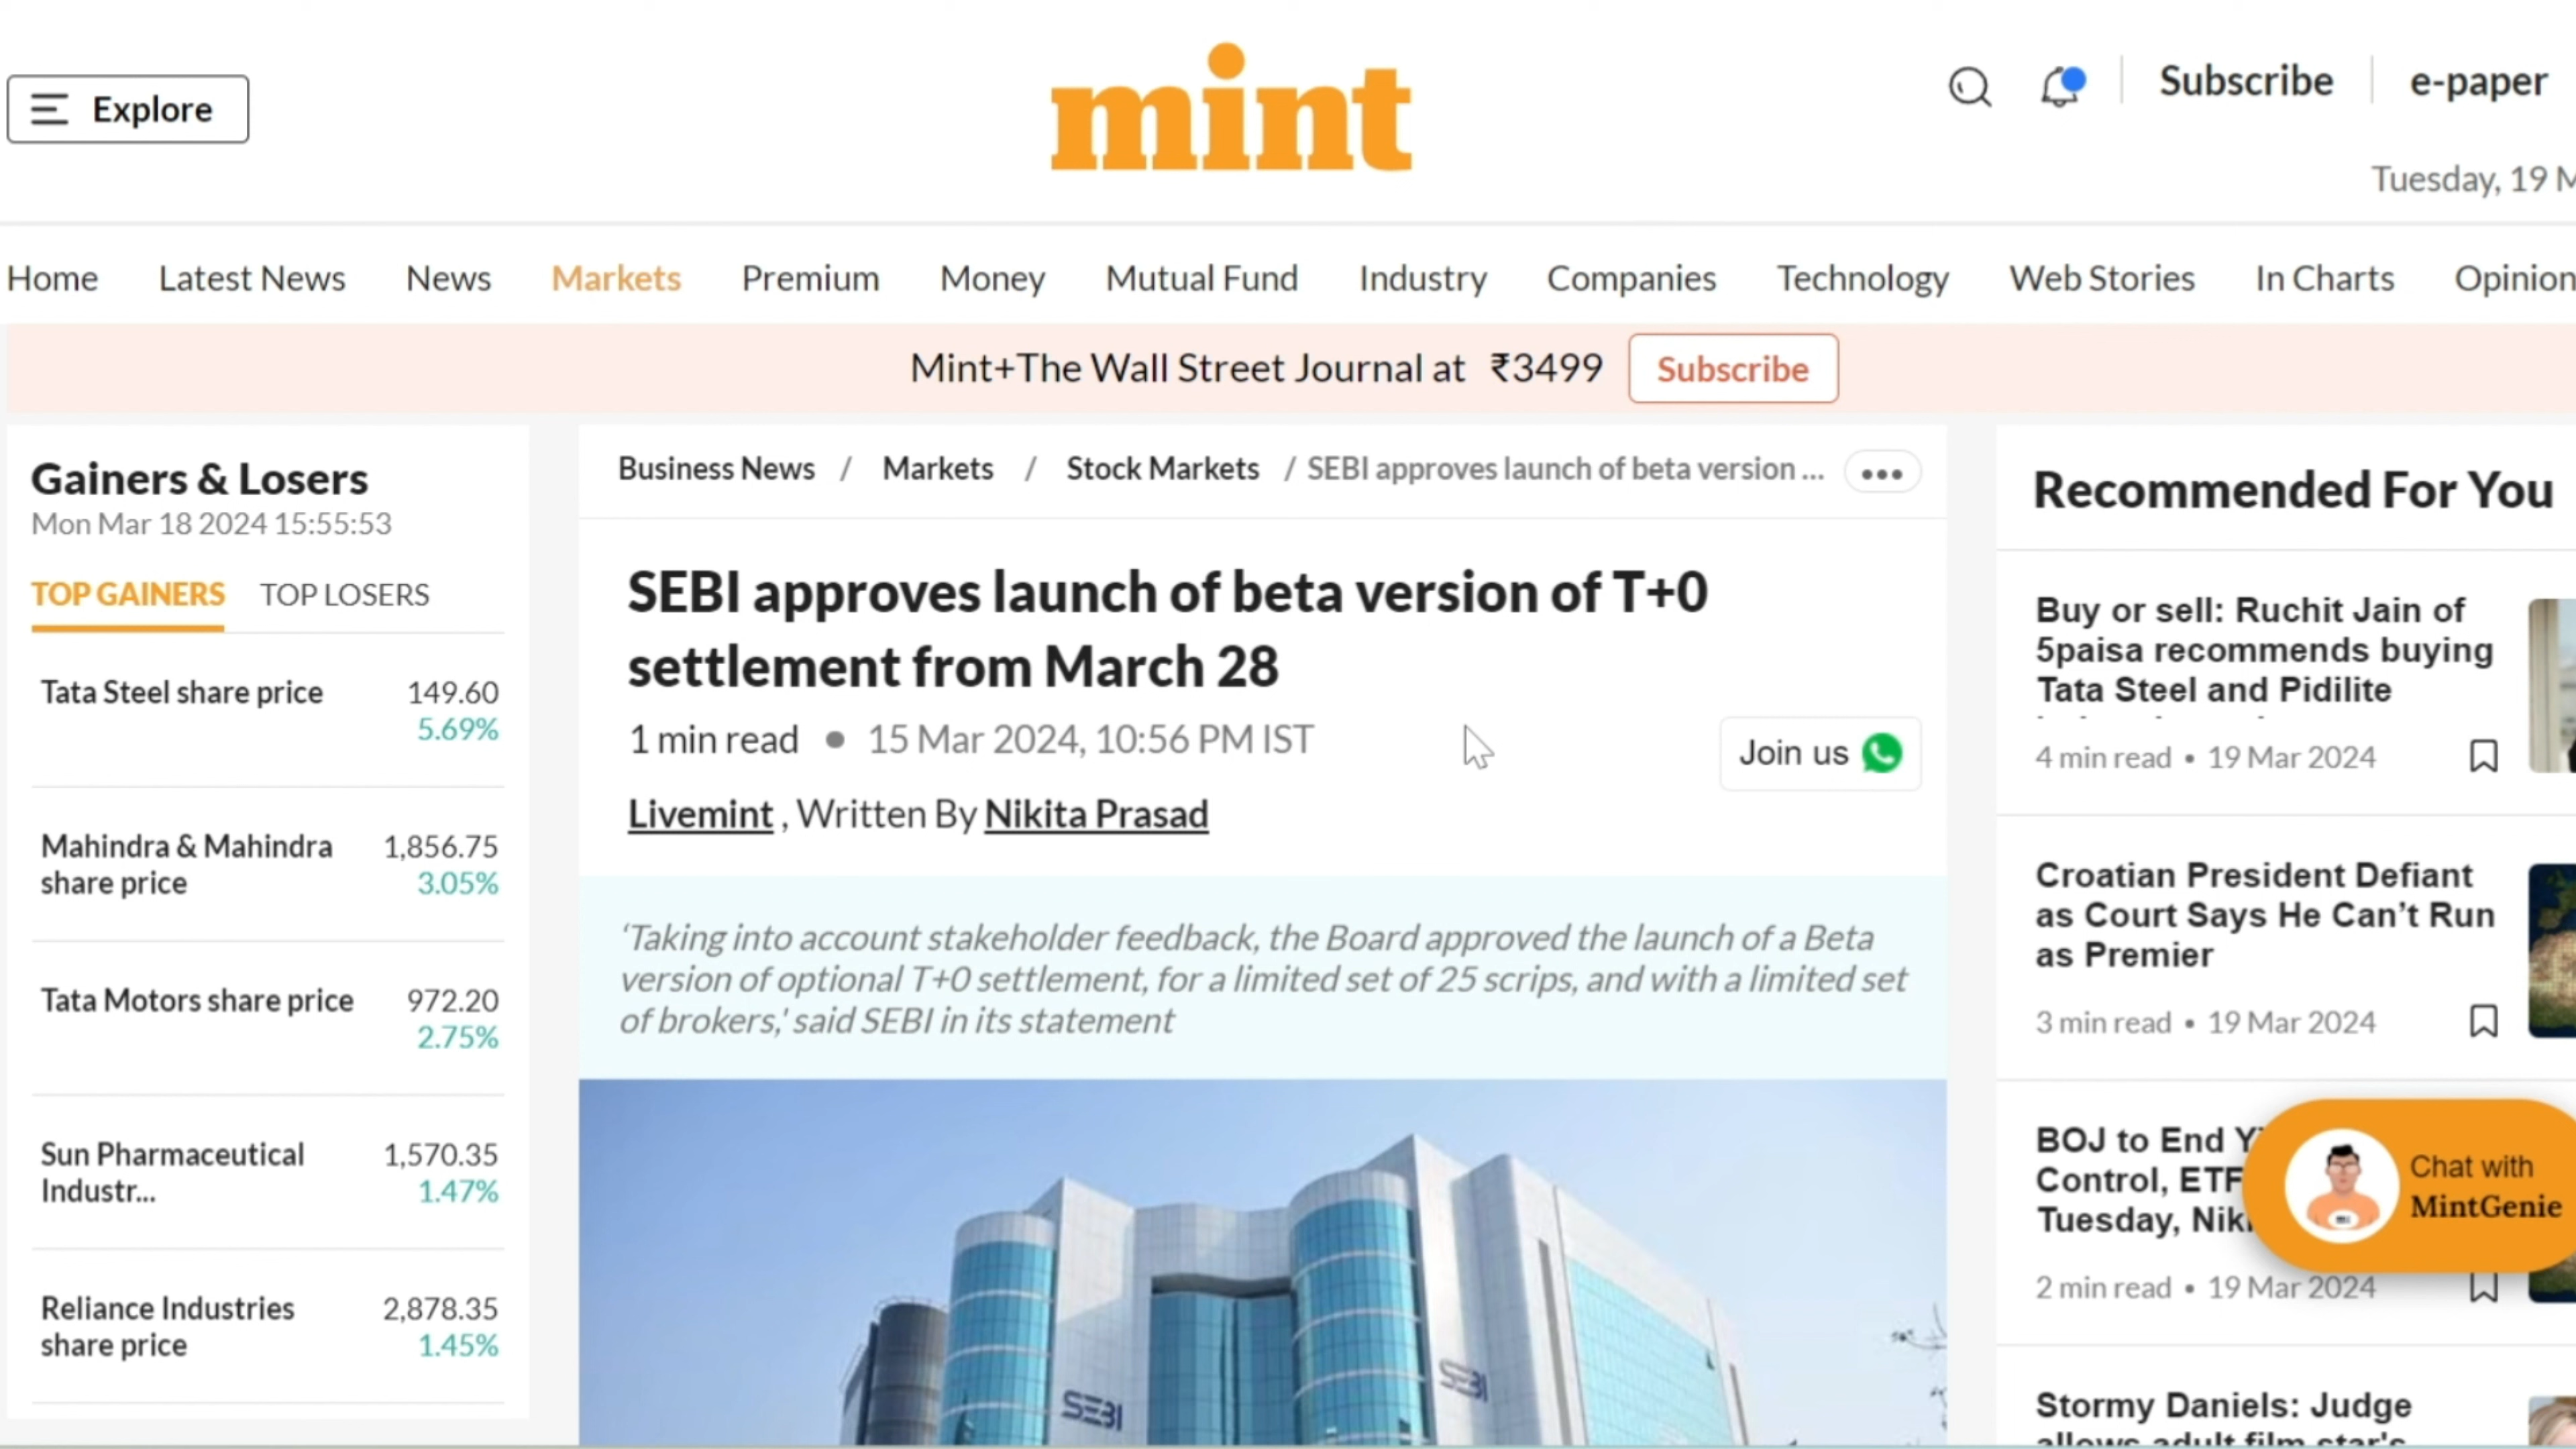 Explore
mint
Subscribe
e-paper
Tuesday, 19
Home Latest News News Markets Premium Money Mutual Fund Industry Companies Technology Web Stories In Charts Opinion
Mint+The Wall Street Journal at ₹3499 Subscribe
Gainers & Losers
Mon Mar 18 2024 15:55:53
TOP GAINERS TOP LOSERS
Tata Steel share price 149.60
5.69%
Mahindra & Mahindra 1,856.75
share price 3.05%
Tata Motors share price 972.20
2.75%
Sun Pharmaceutical 1,570.35
Industr... 1.47%
Reliance Industries 2,878.35
share price 1.45%
Business News / Markets / Stock Markets / SEBI approves launch of beta version ...
SEBI approves launch of beta version of T+0
settlement from March 28
1 min read • 15 Mar 2024, 10:56 PM IST
Join us
Livemint , Written By Nikita Prasad
‘Taking into account stakeholder feedback, the Board approved the launch of a Beta
version of optional T+0 settlement, for a limited set of 25 scrips, and with a limited set
of brokers,' said SEBI in its statement
SEBI
SEBI
Recommended For You
Buy or sell: Ruchit Jain of
5paisa recommends buying
Tata Steel and Pidilite
4 min read • 19 Mar 2024
Croatian President Defiant
as Court Says He Can’t Run
as Premier
3 min read • 19 Mar 2024
BOJ to End
Control, ETF
Tuesday,
2 min read • 19 Mar 2024
Chat with
MintGenie
Stormy Daniels: Judge
allows adult film star's